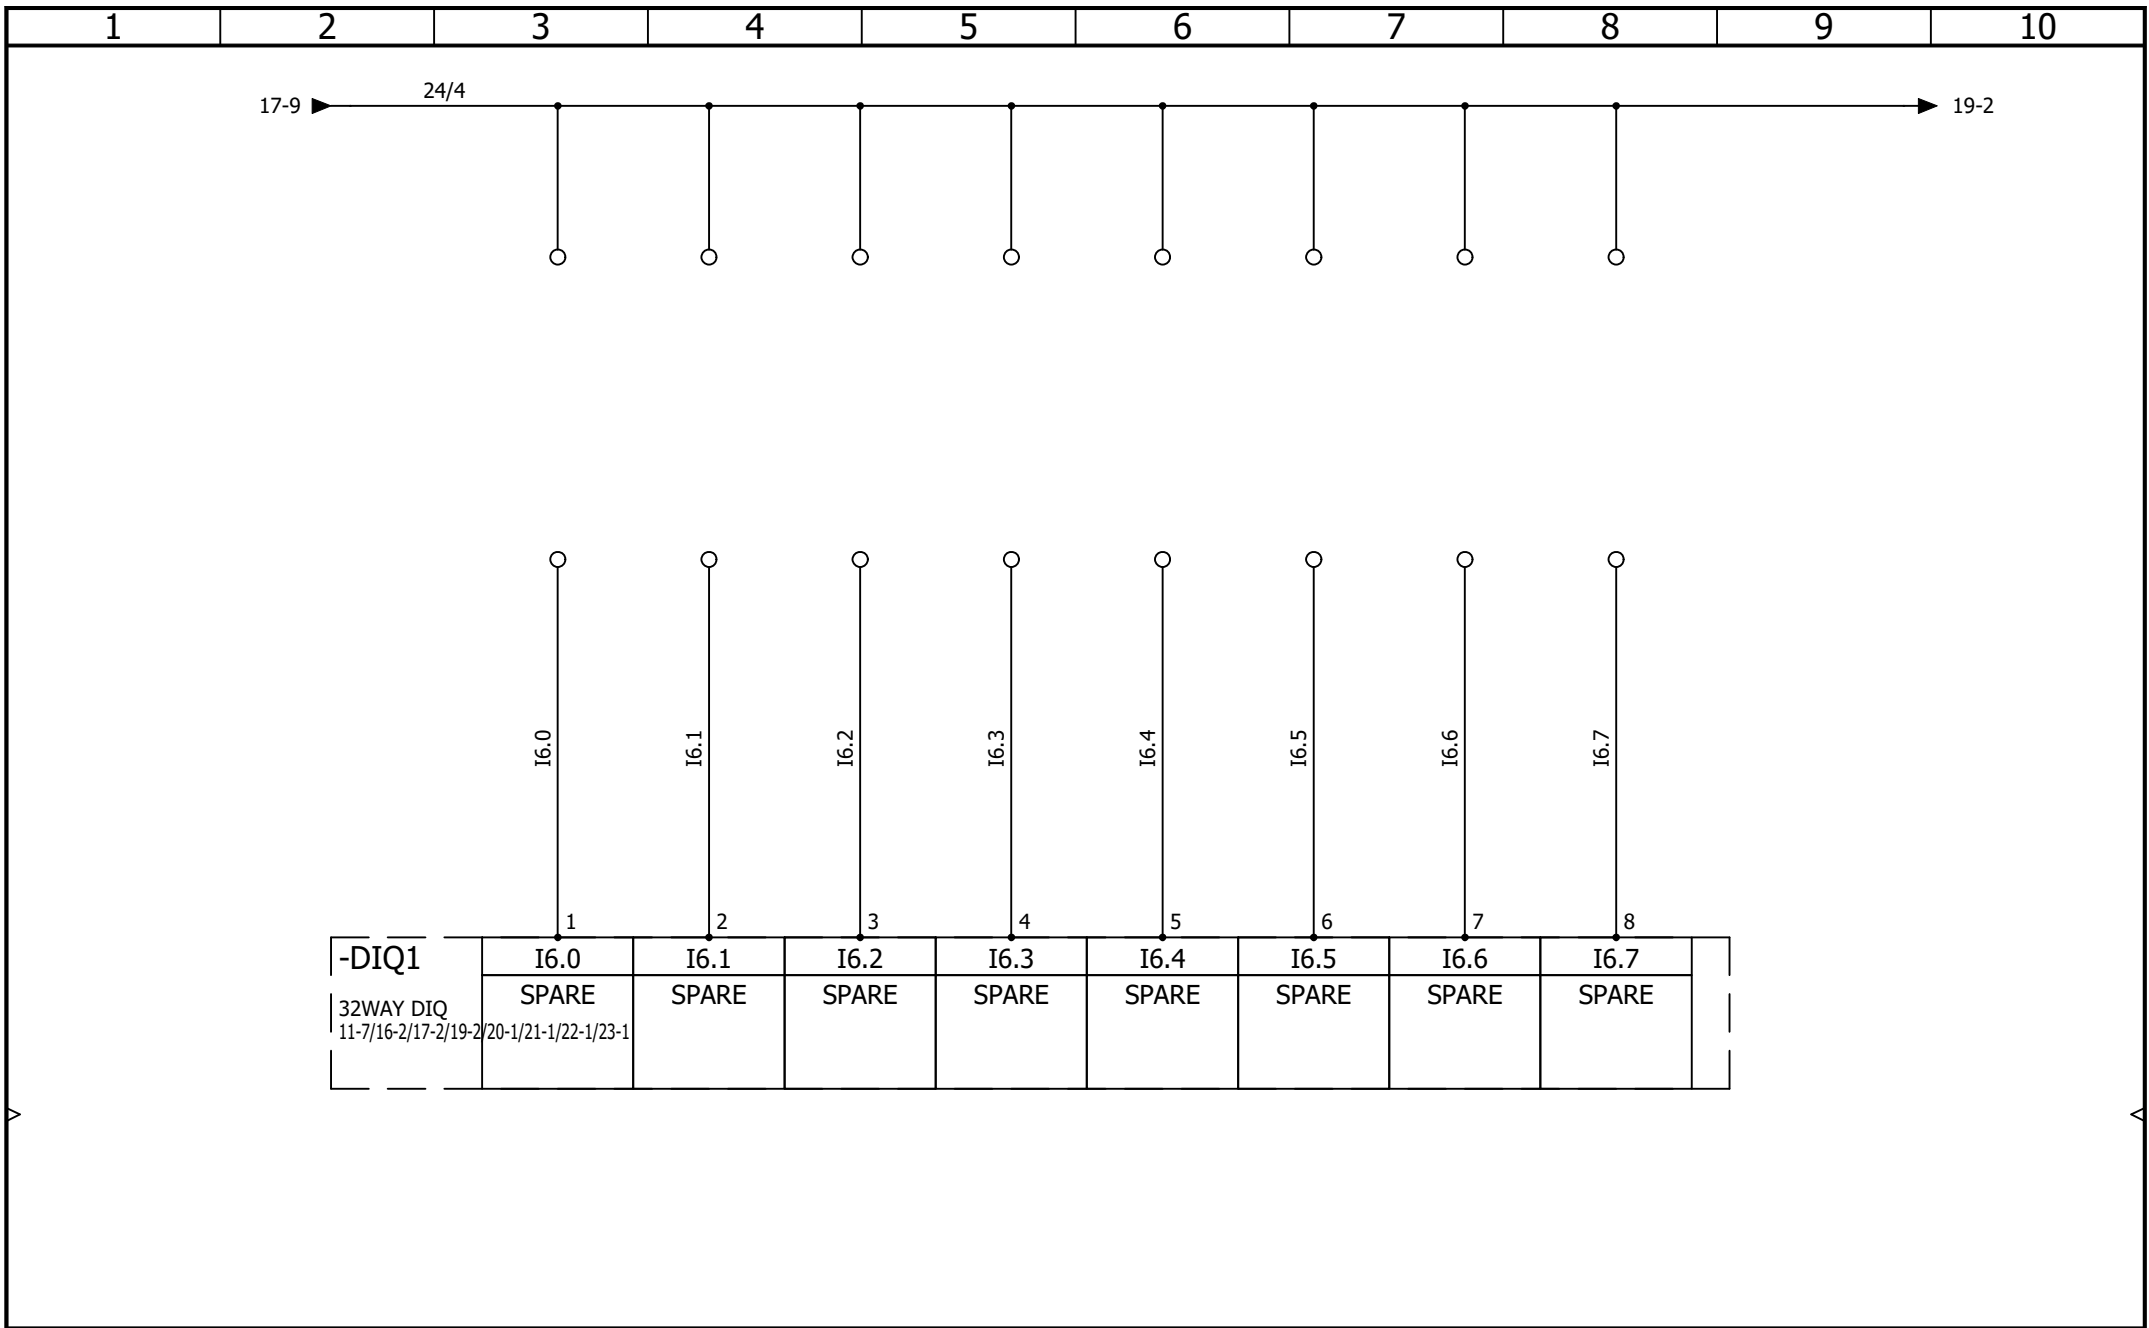 1 2 3 4 5 6 7 8 9 10
24/4
17-9 19-2
I6.0 I6.1 I6.2 I6.3 I6.4 I6.5 I6.6 I6.7
1 2 3 4 5 6 7 8
-DIQ1 I6.0 I6.1 I6.2 I6.3 I6.4 I6.5 I6.6 I6.7
SPARE SPARE SPARE SPARE SPARE SPARE SPARE SPARE
32WAY DIQ
11-7/16-2/17-2/19-2/20-1/21-1/22-1/23-1